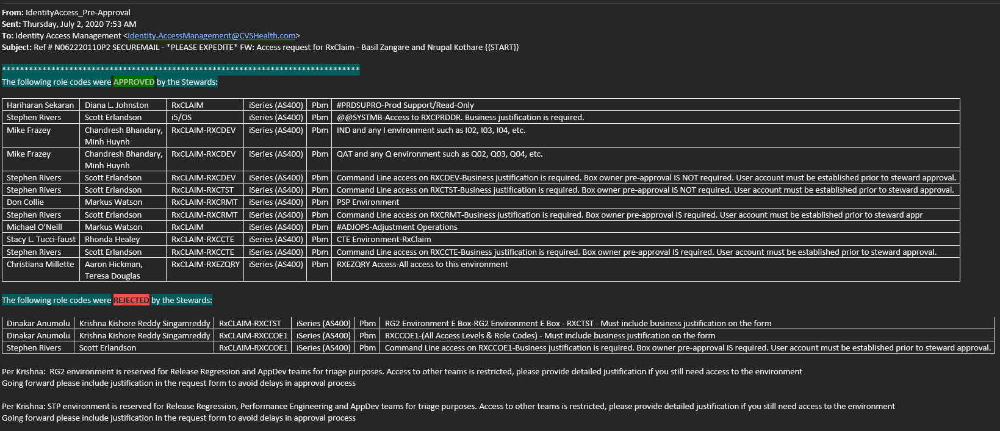 From: IdentityAccess_Pre-Approval
Sent: Thursday, July 2, 2020 7:53 AM
To: Identity Access Management <Identity.AccessManagement@CVSHealth.com>
Subject: Ref # N062220110P2 SECUREMAIL - *PLEASE EXPEDITE* FW: Access request for RxClaim - Basil Zangare and Nrupal Kothare {{START}}
********************************************************************************
The following role codes were APPROVED by the Stewards:
Hariharan Sekaran Diana L. Johnston RxCLAIM iSeries (AS400) Pbm #PRDSUPRO-Prod Support/Read-Only
Stephen Rivers Scott Erlandson i5/OS iSeries (AS400) Pbm @@SYSTMB-Access to RXCPRDDR. Business justification is required.
Mike Frazey Chandresh Bhandary, RxCLAIM-RXCDEV iSeries (AS400) Pbm IND and any I environment such as I02, I03, I04, etc.
Minh Huynh
Mike Frazey Chandresh Bhandary, RxCLAIM-RXCDEV iSeries (AS400) Pbm QAT and any Q environment such as Q02, Q03, Q04, etc.
Minh Huynh
Stephen Rivers Scott Erlandson RxCLAIM-RXCDEV iSeries (AS400) Pbm Command Line access on RXCDEV-Business justification is required. Box owner pre-approval IS NOT required. User account must be established prior to steward approval.
Stephen Rivers Scott Erlandson RxCLAIM-RXCTST iSeries (AS400) Pbm Command Line access on RXCTST-Business justification is required. Box owner pre-approval IS NOT required. User account must be established prior to steward approval.
Don Collie Markus Watson RxCLAIM-RXCRMT iSeries (AS400) Pbm PSP Environment
Stephen Rivers Scott Erlandson RxCLAIM-RXCRMT iSeries (AS400) Pbm Command Line access on RXCRMT-Business justification is required. Box owner pre-approval IS required. User account must be established prior to steward appr
Michael O'Neill Markus Watson RxCLAIM iSeries (AS400) Pbm #ADJOPS-Adjustment Operations
Stacy L. Tucci-faust Rhonda Healey RxCLAIM-RXCCTE iSeries (AS400) Pbm CTE Environment-RxClaim
Stephen Rivers Scott Erlandson RxCLAIM-RXCCTE iSeries (AS400) Pbm Command Line access on RXCCTE-Business justification is required. Box owner pre-approval IS required. User account must be established prior to steward approval.
Christiana Millette Aaron Hickman, RxCLAIM-RXEZQRY iSeries (AS400) Pbm RXEZQRY Access-All access to this environment
Teresa Douglas
The following role codes were REJECTED by the Stewards:
Dinakar Anumolu Krishna Kishore Reddy Singamreddy RxCLAIM-RXCTST iSeries (AS400) Pbm RG2 Environment E Box-RG2 Environment E Box - RXCTST - Must include business justification on the form
Dinakar Anumolu Krishna Kishore Reddy Singamreddy RxCLAIM-RXCCOE1 iSeries (AS400) Pbm RXCCOE1-(All Access Levels & Role Codes) - Must include business justification on the form
Stephen Rivers Scott Erlandson RxCLAIM-RXCCOE1 iSeries (AS400) Pbm Command Line access on RXCCOE1-Business justification is required. Box owner pre-approval IS required. User account must be established prior to steward approval.
Per Krishna:  RG2 environment is reserved for Release Regression and AppDev teams for triage purposes. Access to other teams is restricted, please provide detailed justification if you still need access to the environment
Going forward please include justification in the request form to avoid delays in approval process
Per Krishna: STP environment is reserved for Release Regression, Performance Engineering and AppDev teams for triage purposes. Access to other teams is restricted, please provide detailed justification if you still need access to the environment
Going forward please include justification in the request form to avoid delays in approval process